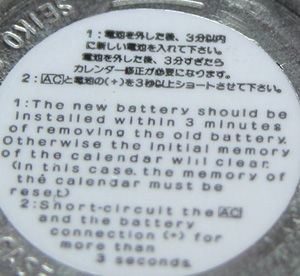 SEIKO
1：電池を外した後、3分以内
に新しい電池を入れて下さい。
電池を外した後、3分すぎたら
カレンダー修正が必要になります。
2：ACと電池の(+)を3秒以上ショートさせて下さい。
1:The new battery should be
installed within 3 minutes
of removing the old battery.
Otherwise the initial memory
of the calendar will clear.
(In this case, the memory of
the calendar must be
reset.)
2:Short-circuit the AC
and the battery
connection (+) for
more than
3 seconds.